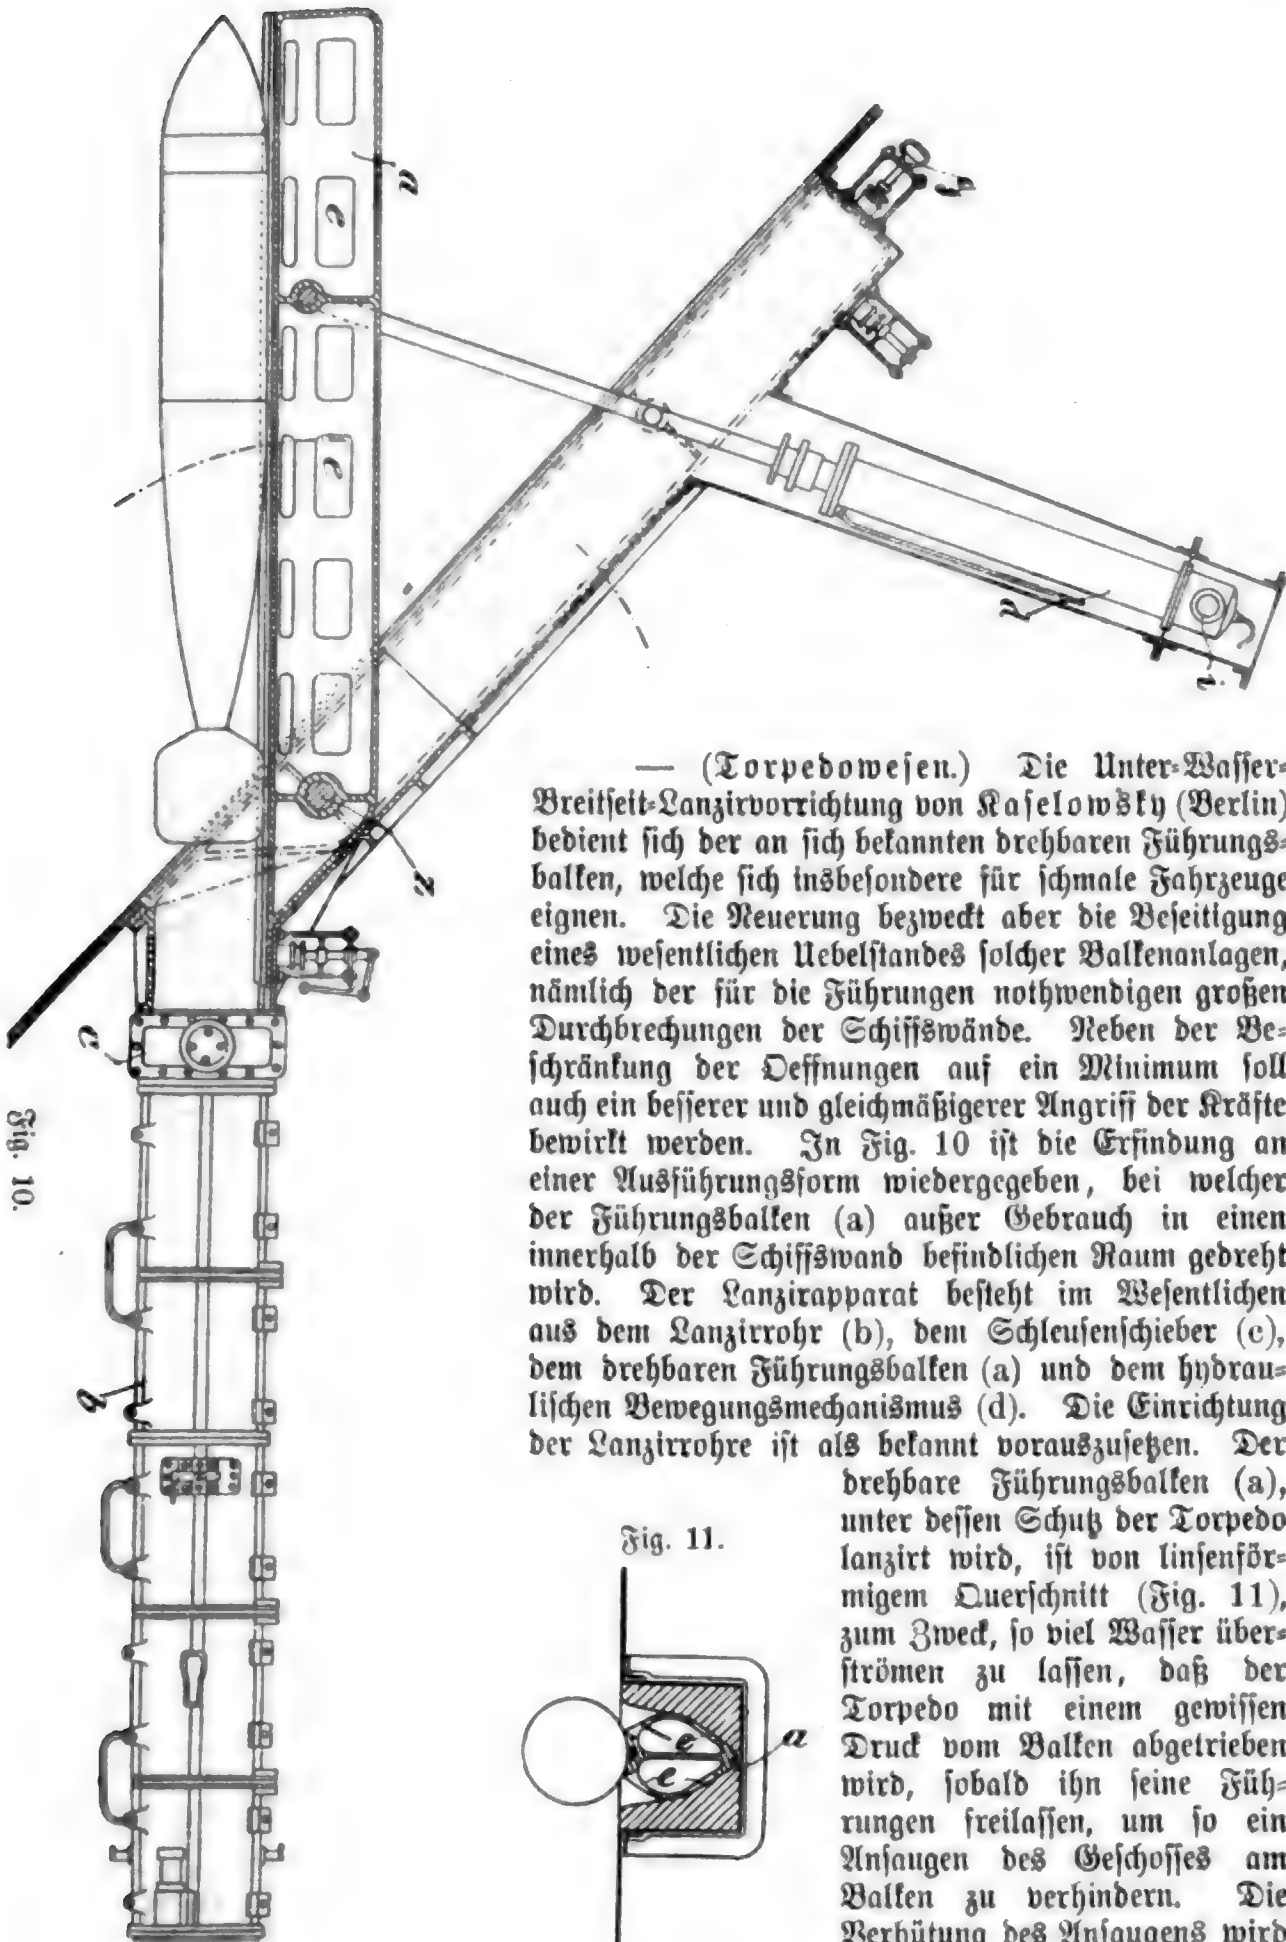 — (Torpedowesen.) Die Unter-Wasser-
Breitseit-Lanzirvorrichtung von Kaselowsky (Berlin)
bedient sich der an sich bekannten drehbaren Führungs-
balken, welche sich insbesondere für schmale Fahrzeuge
eignen. Die Neuerung bezweckt aber die Beseitigung
eines wesentlichen Uebelstandes solcher Balkenanlagen,
nämlich der für die Führungen nothwendigen großen
Durchbrechungen der Schiffswände. Neben der Be-
schränkung der Oeffnungen auf ein Minimum soll
auch ein besserer und gleichmäßigerer Angriff der Kräfte
bewirkt werden. In Fig. 10 ist die Erfindung an
einer Ausführungsform wiedergegeben, bei welcher
der Führungsbalken (a) außer Gebrauch in einen
innerhalb der Schiffswand befindlichen Raum gedreht
wird. Der Lanzirapparat besteht im Wesentlichen
aus dem Lanzirrohr (b), dem Schleusenschieber (c),
dem drehbaren Führungsbalken (a) und dem hydrau-
lischen Bewegungsmechanismus (d). Die Einrichtung
der Lanzirrohre ist als bekannt vorauszusetzen. Der
drehbare Führungsbalken (a),
unter dessen Schutz der Torpedo
lanzirt wird, ist von linsenför-
migem Querschnitt (Fig. 11),
zum Zweck, so viel Wasser über-
strömen zu lassen, daß der
Torpedo mit einem gewissen
Druck vom Balken abgetrieben
wird, sobald ihn seine Füh-
rungen freilassen, um so ein
Ansaugen des Geschosses am
Balken zu verhindern. Die
Verhütung des Ansaugens wird
Fig. 10.
a
e
e
z
c
b
i
Fig. 11.
e
e
a